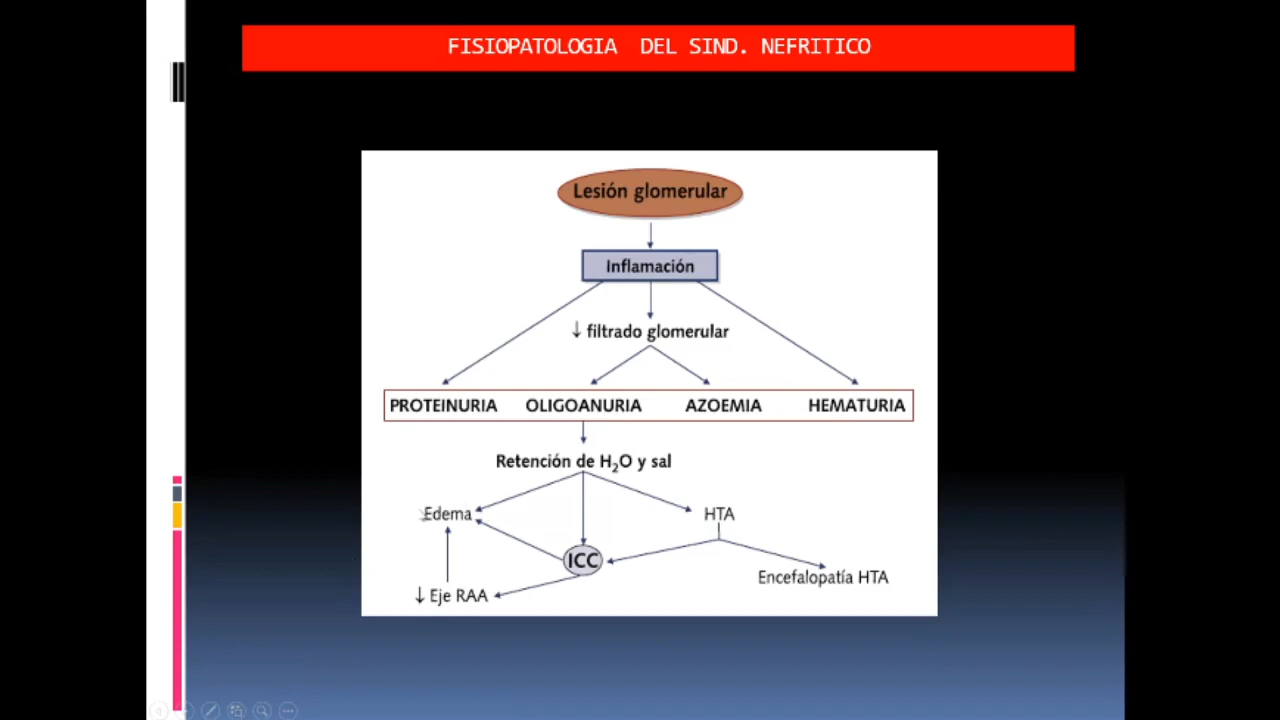 FISIOPATOLOGIA DEL SIND. NEFRITICO
Lesión glomerular
Inflamación
↓ filtrado glomerular
PROTEINURIA OLIGOANURIA AZOEMIA HEMATURIA
Retención de H₂O y sal
Edema HTA
ICC
Encefalopatía HTA
↓ Eje RAA